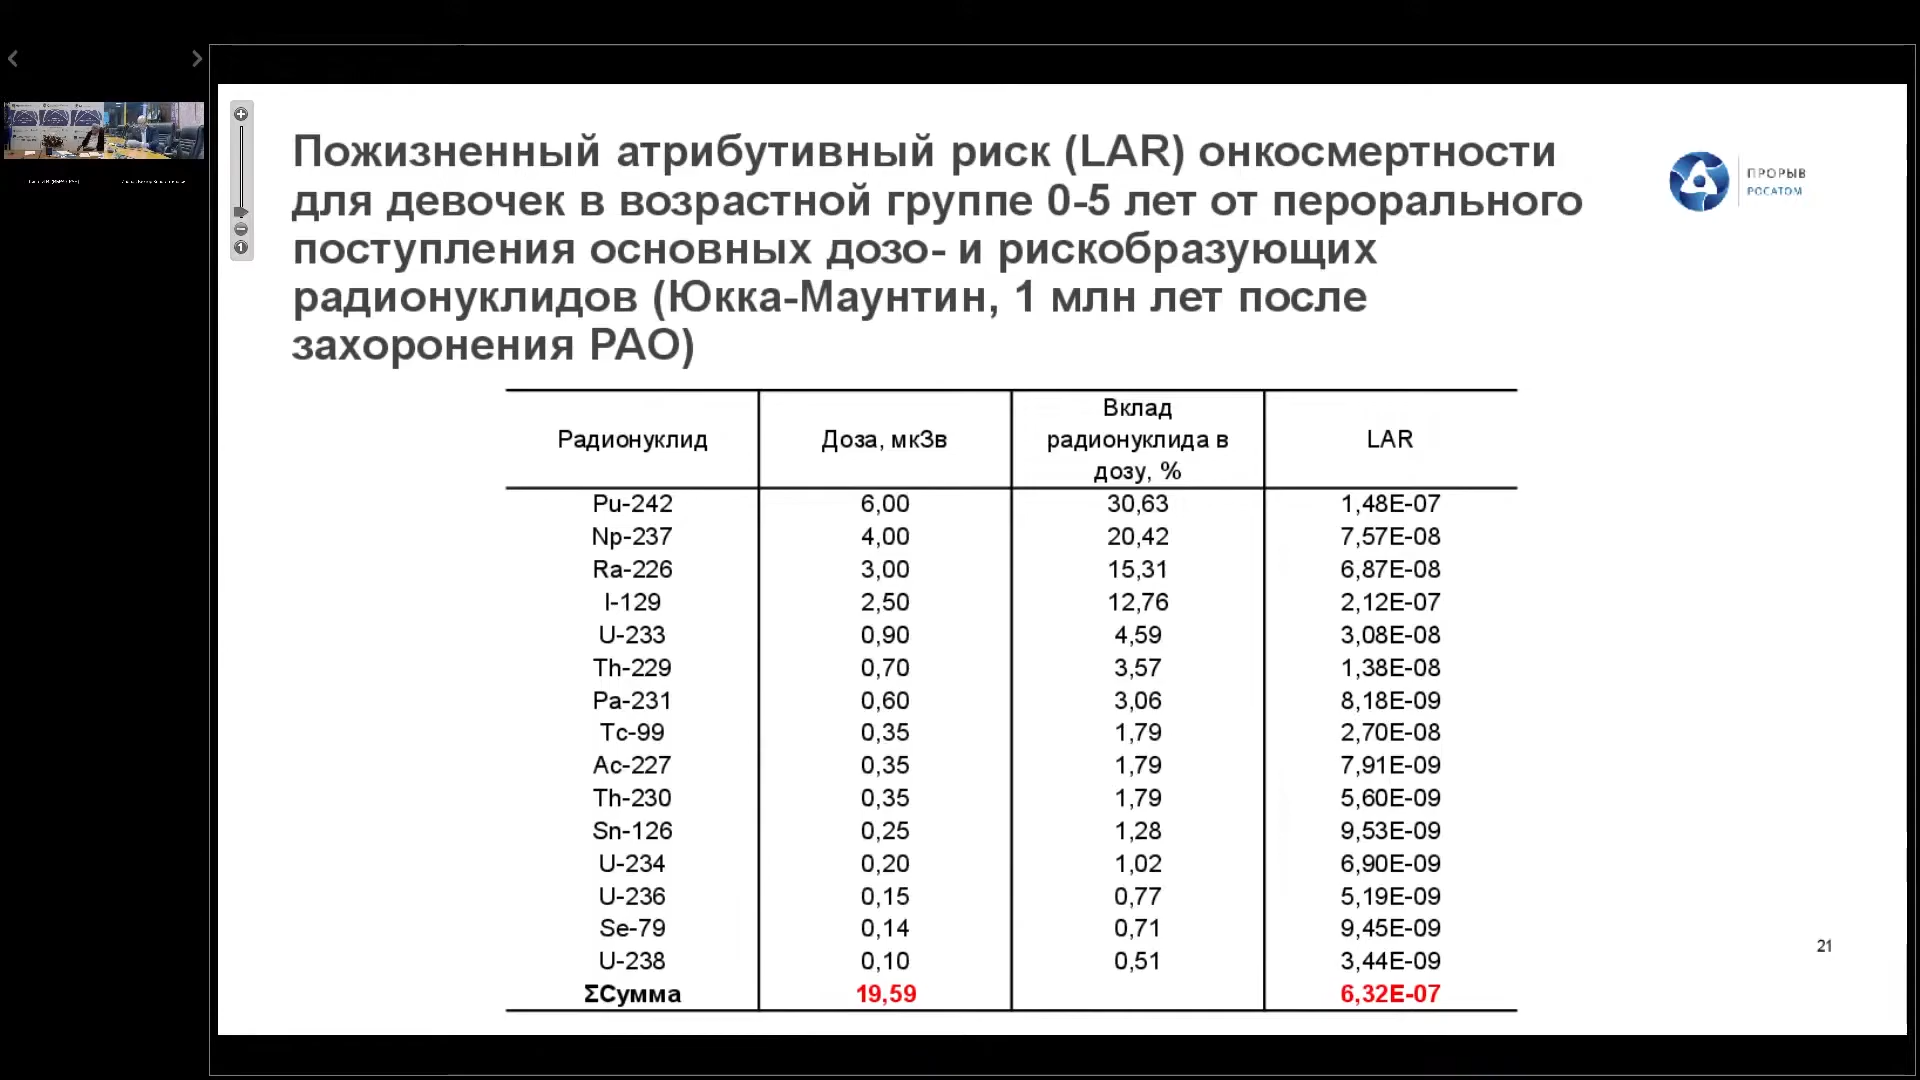 Пожизненный атрибутивный риск (LAR) онкосмертности
для девочек в возрастной группе 0-5 лет от перорального
поступления основных дозо- и рискобразующих
радионуклидов (Юкка-Маунтин, 1 млн лет после
захоронения РАО)
ПРОРЫВ
РОСАТОМ
Радионуклид Доза, мкЗв Вклад радионуклида в дозу, % LAR
Pu-242 6,00 30,63 1,48E-07
Np-237 4,00 20,42 7,57E-08
Ra-226 3,00 15,31 6,87E-08
I-129 2,50 12,76 2,12E-07
U-233 0,90 4,59 3,08E-08
Th-229 0,70 3,57 1,38E-08
Pa-231 0,60 3,06 8,18E-09
Tc-99 0,35 1,79 2,70E-08
Ac-227 0,35 1,79 7,91E-09
Th-230 0,35 1,79 5,60E-09
Sn-126 0,25 1,28 9,53E-09
U-234 0,20 1,02 6,90E-09
U-236 0,15 0,77 5,19E-09
Se-79 0,14 0,71 9,45E-09
U-238 0,10 0,51 3,44E-09
ΣСумма 19,59 6,32E-07
21
1